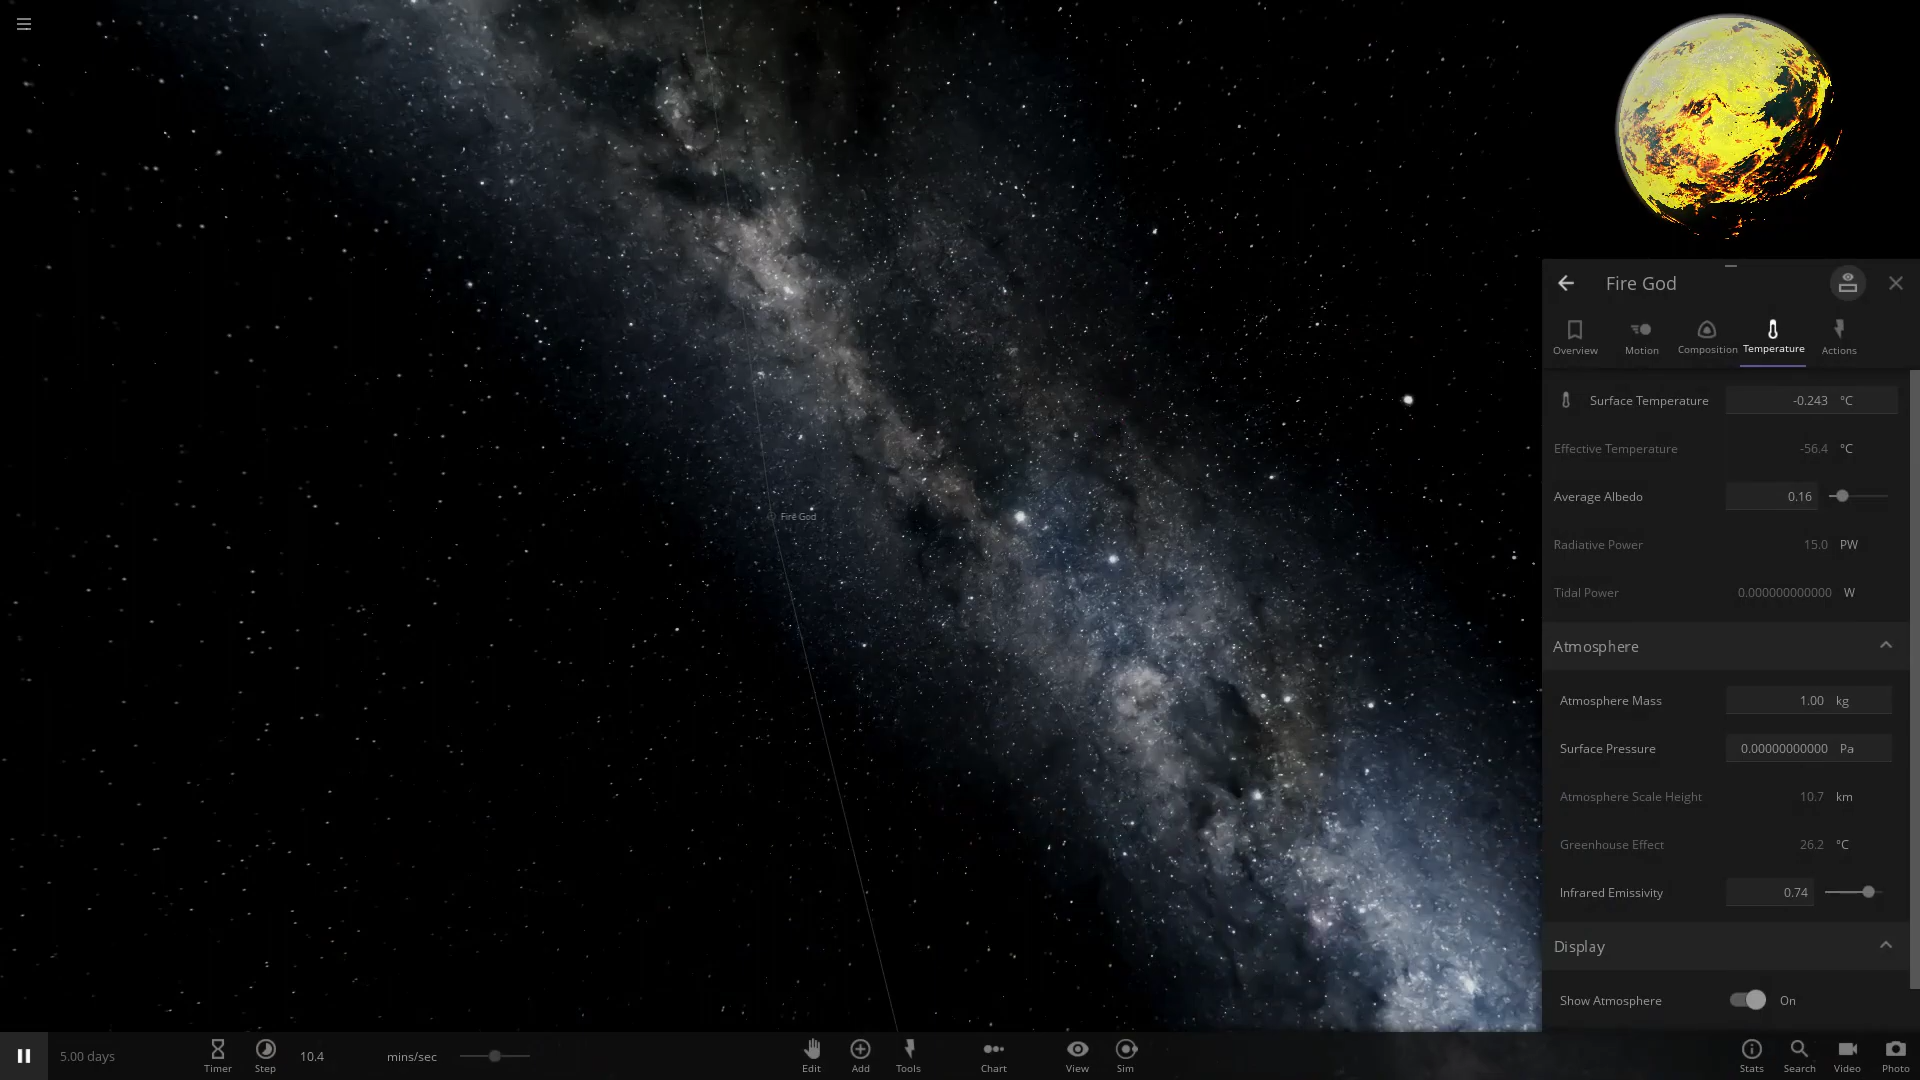 Fire God
Overview
Motion
Composition
Temperature
Actions
Surface Temperature -0.243 °C
Effective Temperature -56.4 °C
Average Albedo 0.16
Radiative Power 15.0 PW
Tidal Power 0.000000000000 W
Atmosphere
Atmosphere Mass 1.00 kg
Surface Pressure 0.00000000000 Pa
Atmosphere Scale Height 10.7 km
Greenhouse Effect 26.2 °C
Infrared Emissivity 0.74
Display
Show Atmosphere On
Fire God
5.00 days
Timer
Step
10.4 mins/sec
Edit
Add
Tools
Chart
View
Sim
Stats
Search
Video
Photo